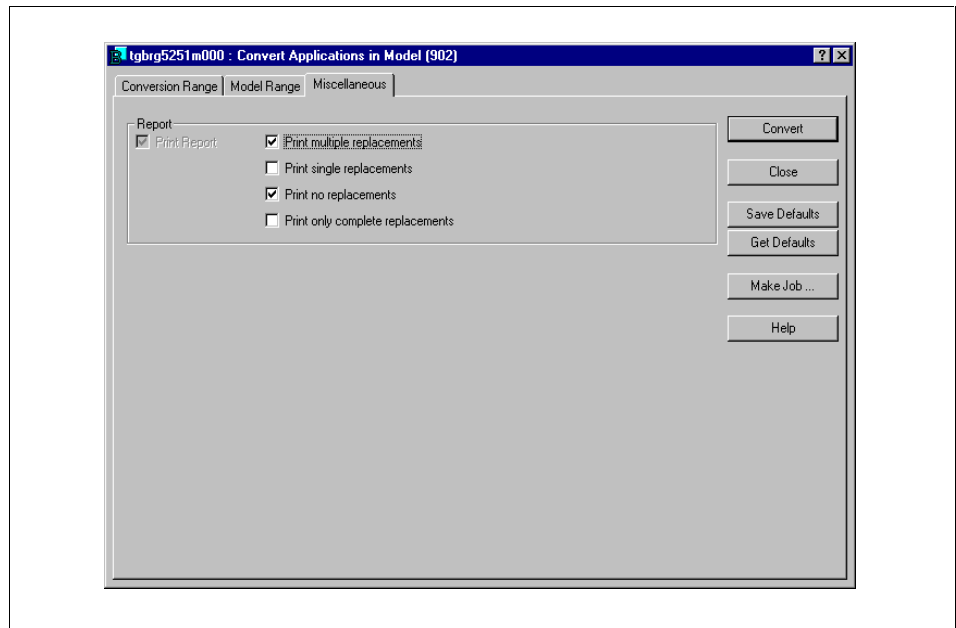 tgbrg5251m000 : Convert Applications in Model (902)
Conversion Range Model Range Miscellaneous
Report
Print Report
Print multiple replacements
Print single replacements
Print no replacements
Print only complete replacements
Convert
Close
Save Defaults
Get Defaults
Make Job ...
Help